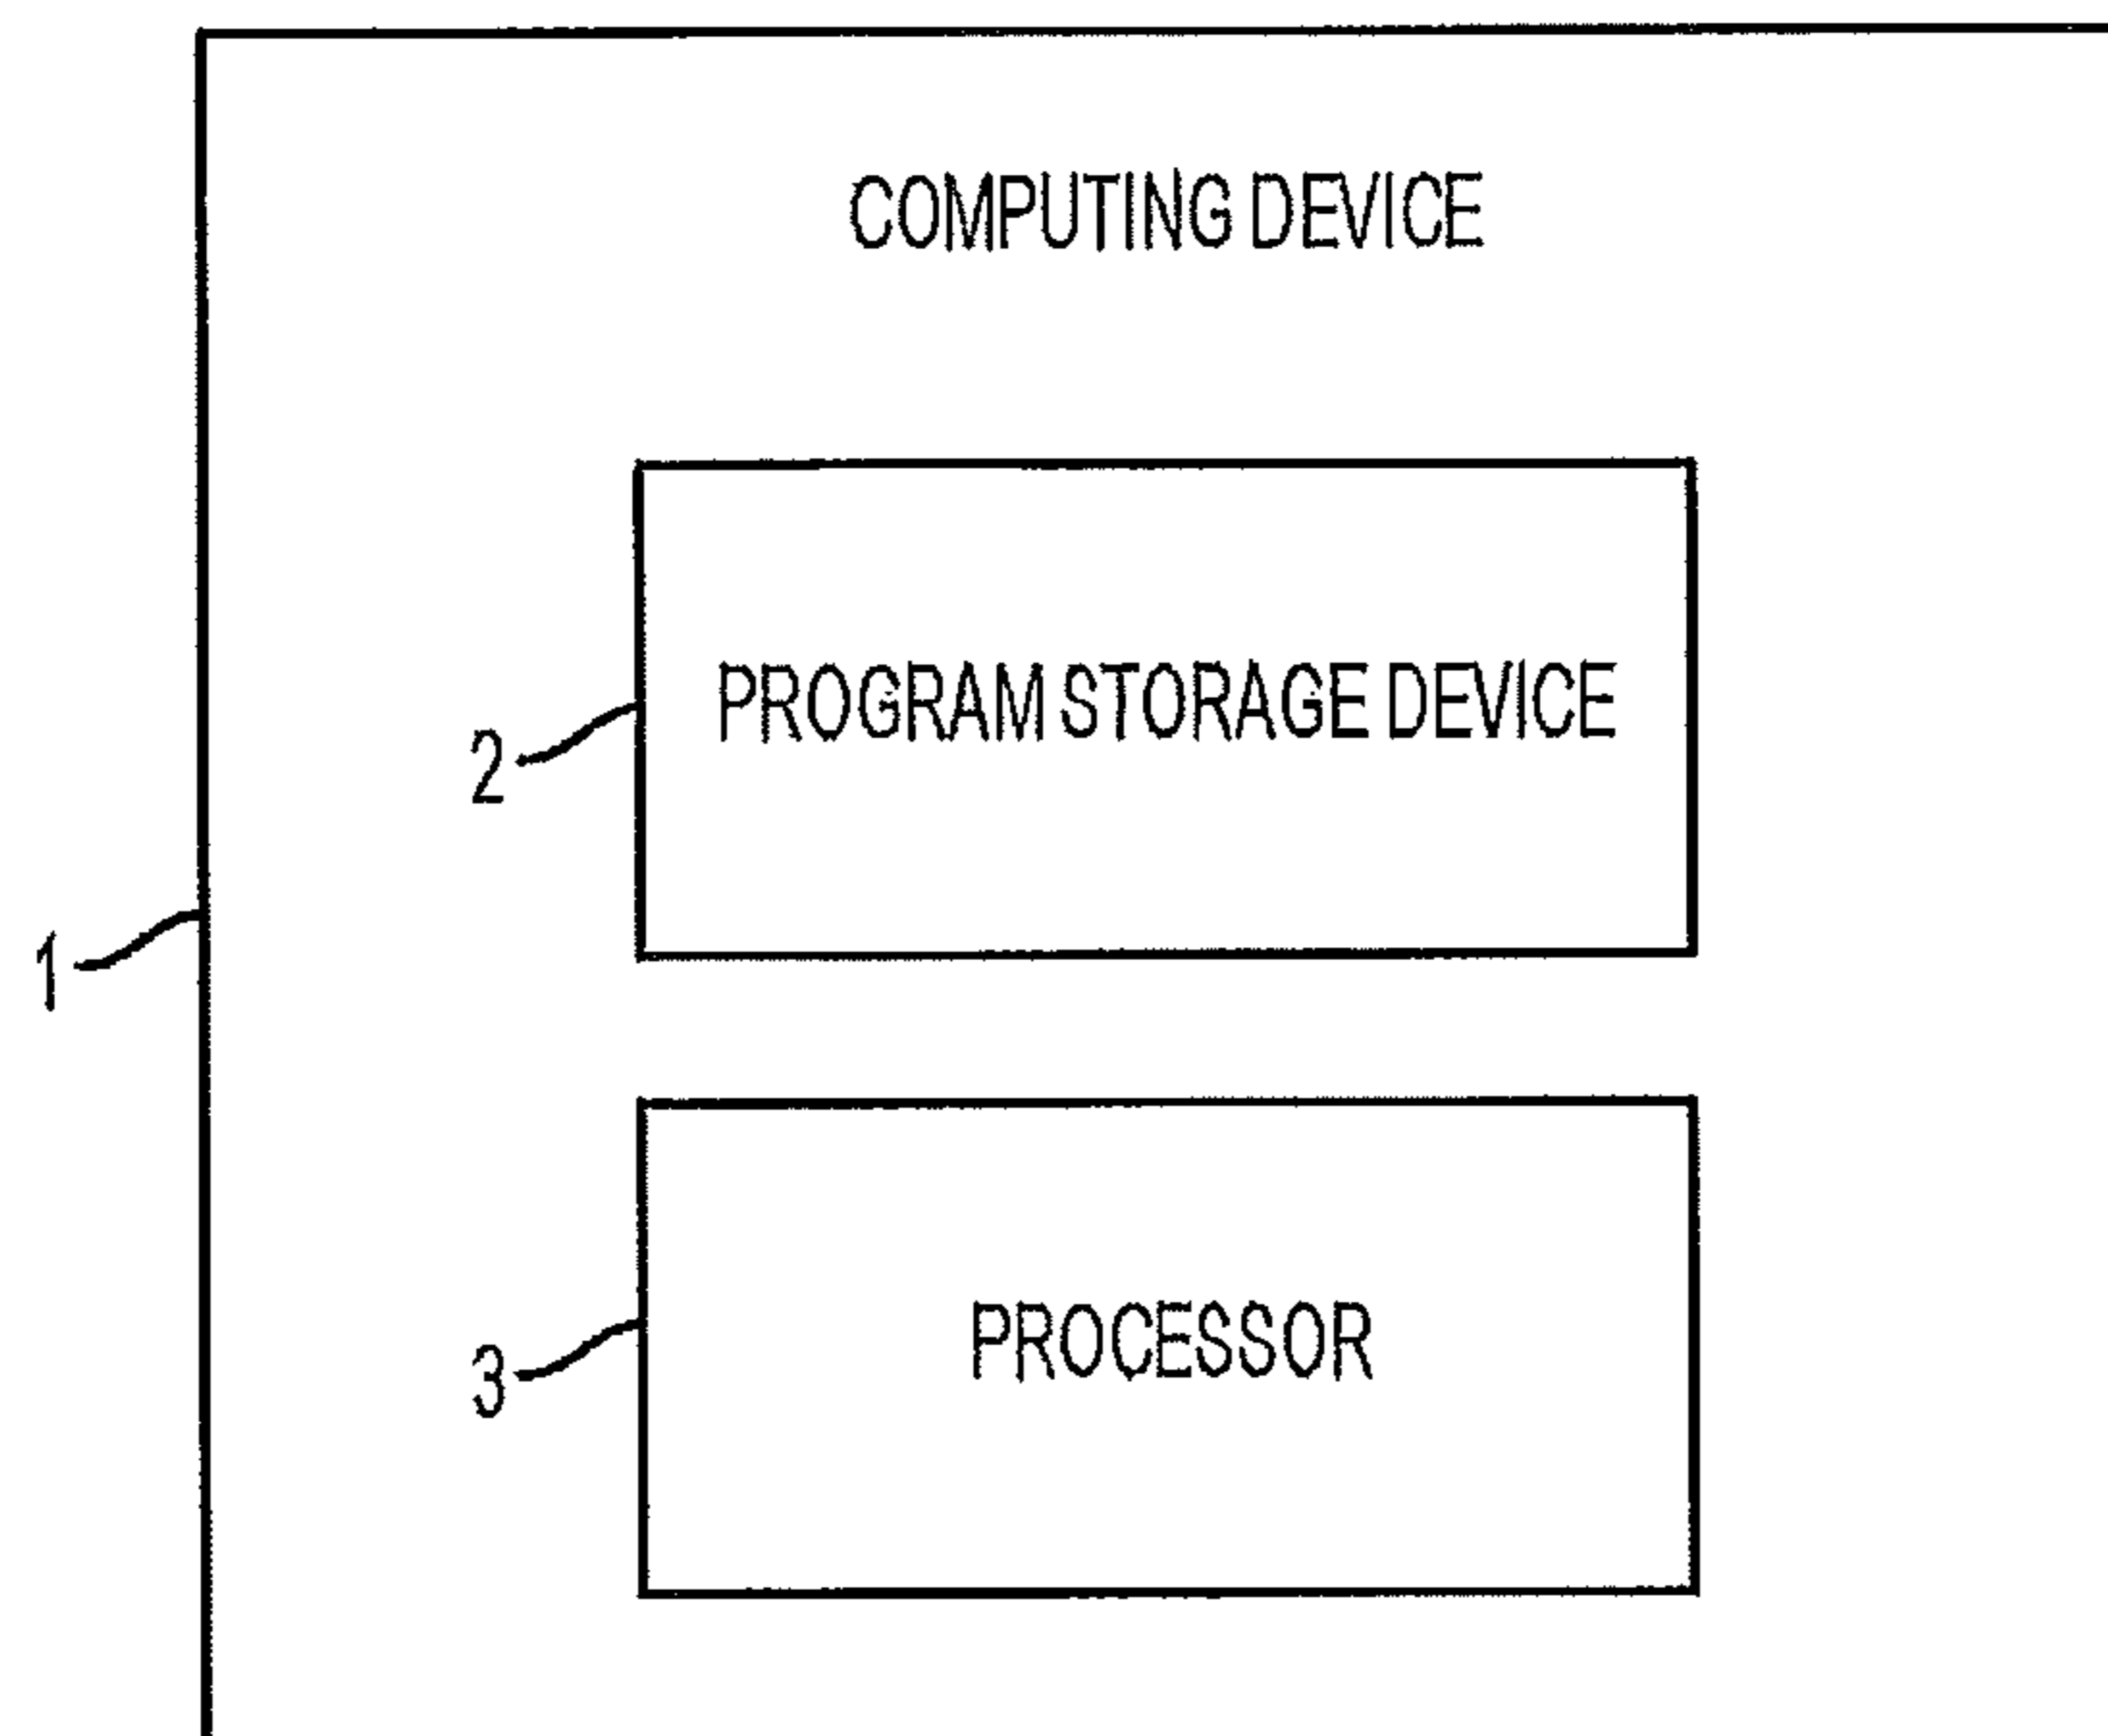 COMPUTING DEVICE
PROGRAM STORAGE DEVICE
2
1
PROCESSOR
3